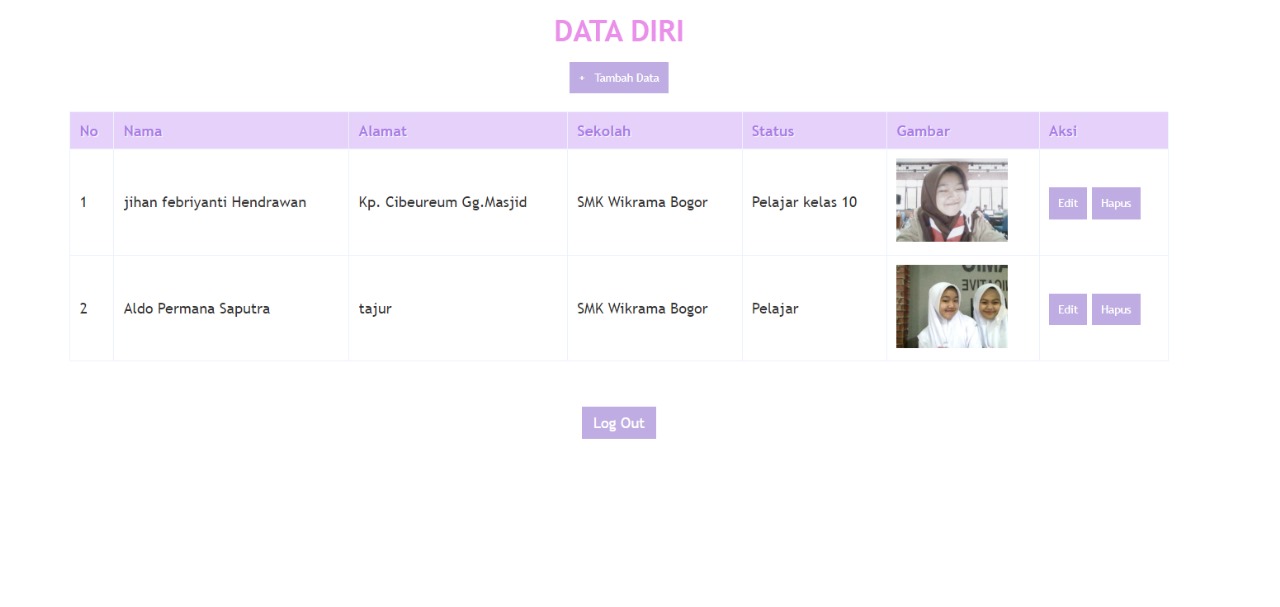 DATA DIRI
+ Tambah Data
No Nama Alamat Sekolah Status Gambar Aksi
1 jihan febriyanti Hendrawan Kp. Cibeureum Gg.Masjid SMK Wikrama Bogor Pelajar kelas 10 Edit Hapus
2 Aldo Permana Saputra tajur SMK Wikrama Bogor Pelajar Edit Hapus
Log Out